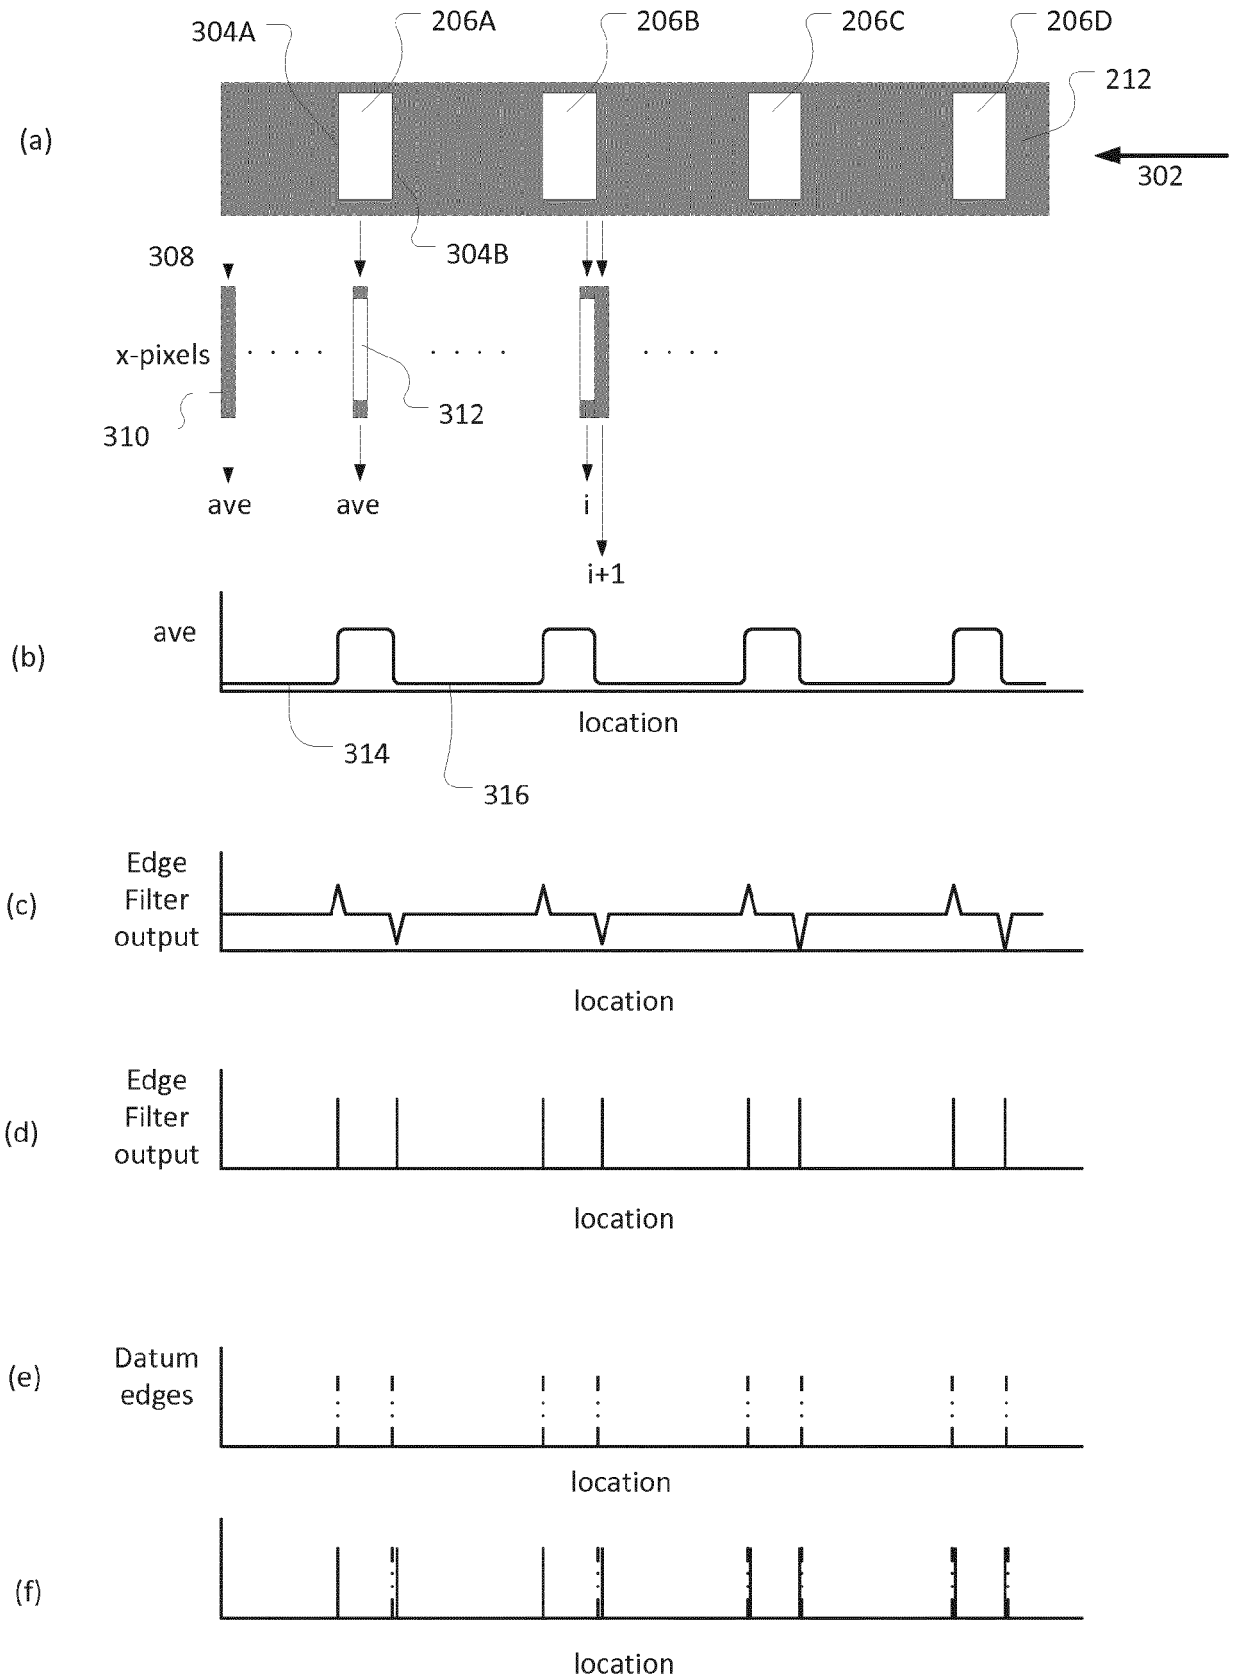 304A 206A 206B 206C 206D
212
(a)
302
304B
308
x-pixels
312
310
ave ave i
i+1
ave
(b)
location
314
316
Edge
Filter
output
(c)
location
Edge
Filter
output
(d)
location
Datum
edges
(e)
location
(f)
location